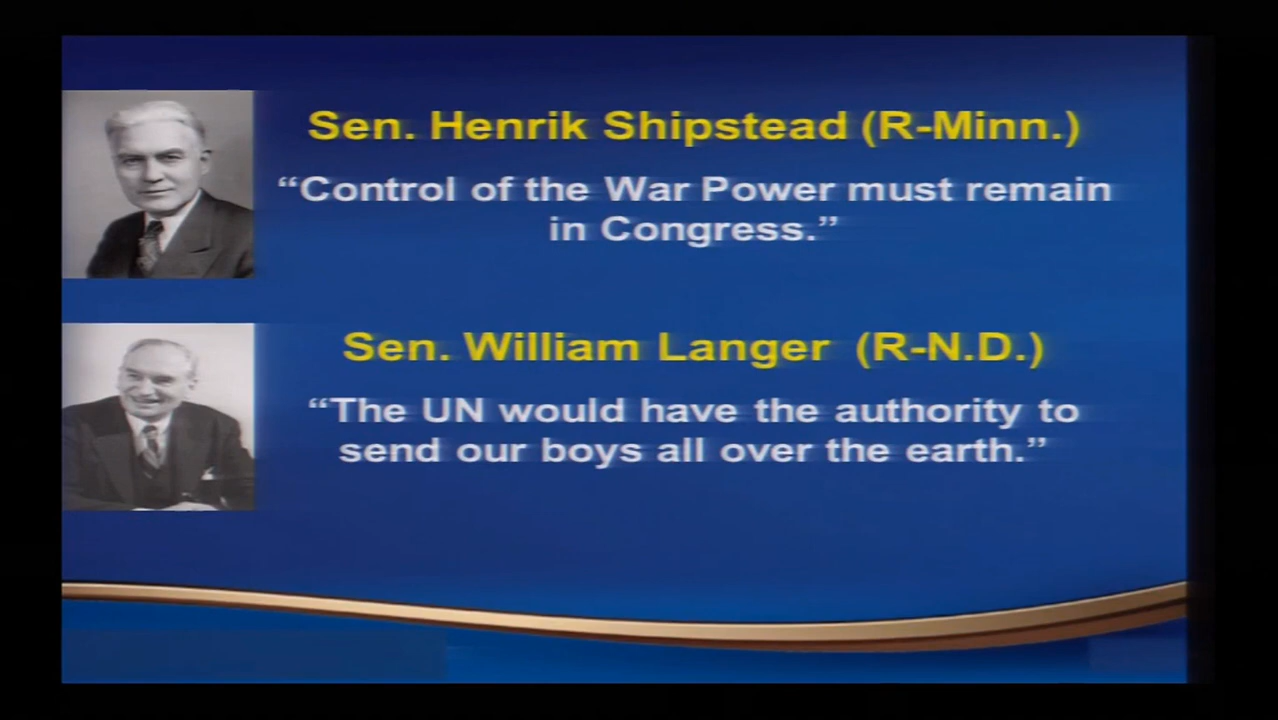 Sen. Henrik Shipstead (R-Minn.)
“Control of the War Power must remain
in Congress.”
Sen. William Langer (R-N.D.)
“The UN would have the authority to
send our boys all over the earth.”